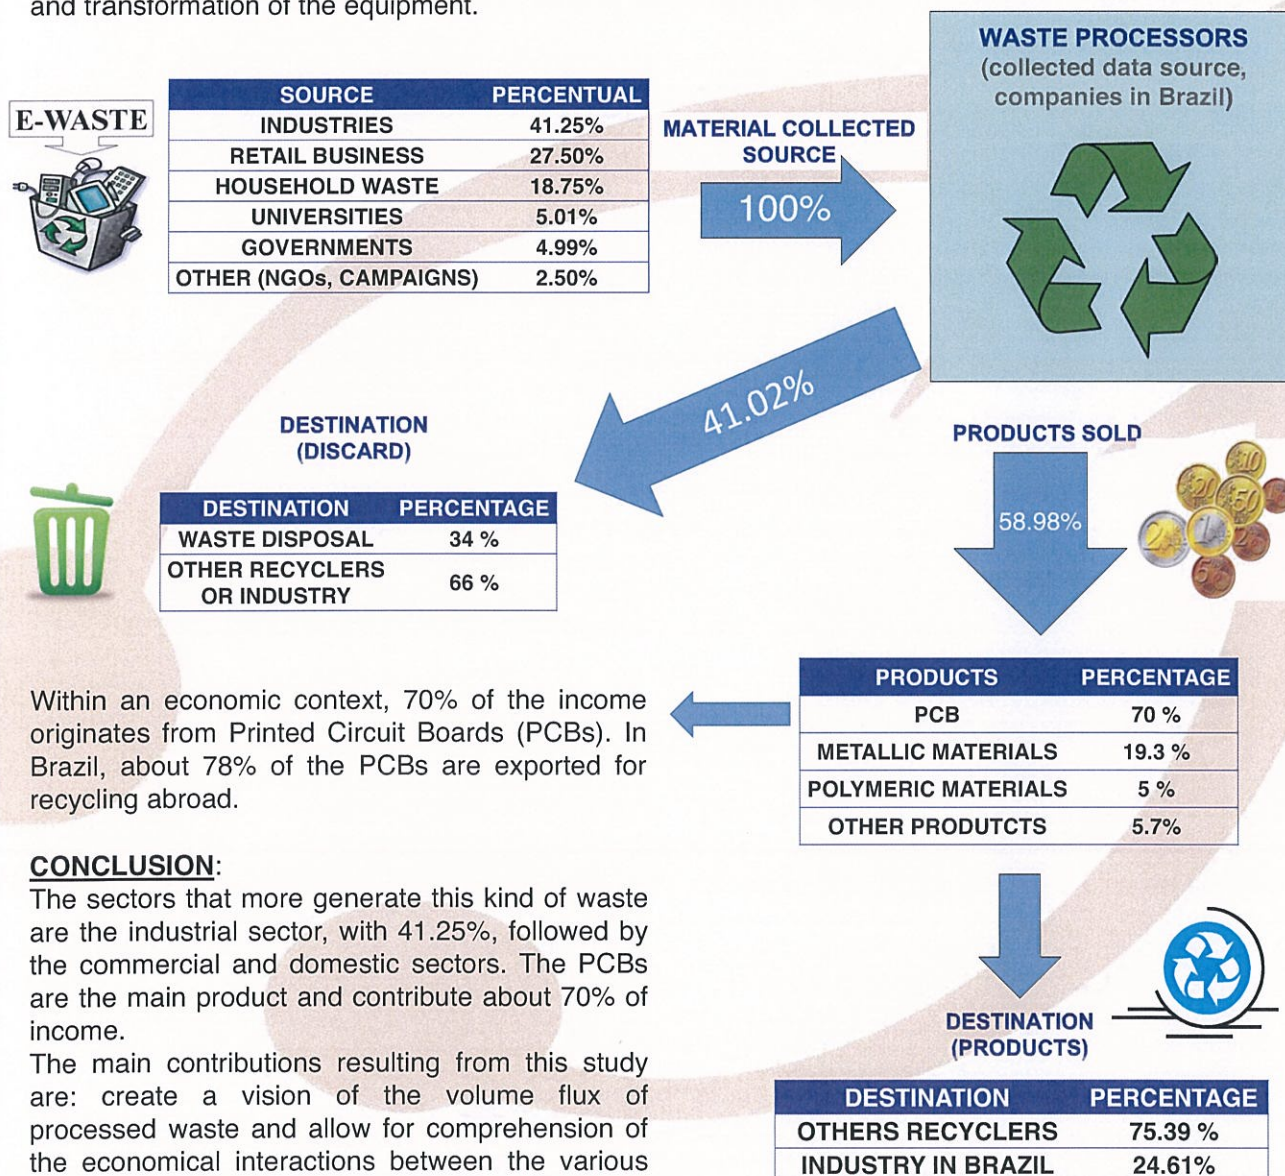 and transformation of the equipment.
WASTE PROCESSORS
(collected data source,
companies in Brazil)
E-WASTE
SOURCE PERCENTUAL
INDUSTRIES 41.25%
RETAIL BUSINESS 27.50%
HOUSEHOLD WASTE 18.75%
UNIVERSITIES 5.01%
GOVERNMENTS 4.99%
OTHER (NGOs, CAMPAIGNS) 2.50%
MATERIAL COLLECTED
SOURCE
100%
41.02%
DESTINATION
(DISCARD)
DESTINATION PERCENTAGE
WASTE DISPOSAL 34 %
OTHER RECYCLERS
OR INDUSTRY 66 %
PRODUCTS SOLD
58.98%
10
20
50
2
1
2
5
PRODUCTS PERCENTAGE
PCB 70 %
METALLIC MATERIALS 19.3 %
POLYMERIC MATERIALS 5 %
OTHER PRODUTCTS 5.7%
Within an economic context, 70% of the income
originates from Printed Circuit Boards (PCBs). In
Brazil, about 78% of the PCBs are exported for
recycling abroad.
CONCLUSION:
The sectors that more generate this kind of waste
are the industrial sector, with 41.25%, followed by
the commercial and domestic sectors. The PCBs
are the main product and contribute about 70% of
income.
The main contributions resulting from this study
are: create a vision of the volume flux of
processed waste and allow for comprehension of
the economical interactions between the various
DESTINATION
(PRODUCTS)
DESTINATION PERCENTAGE
OTHERS RECYCLERS 75.39 %
INDUSTRY IN BRAZIL 24.61%